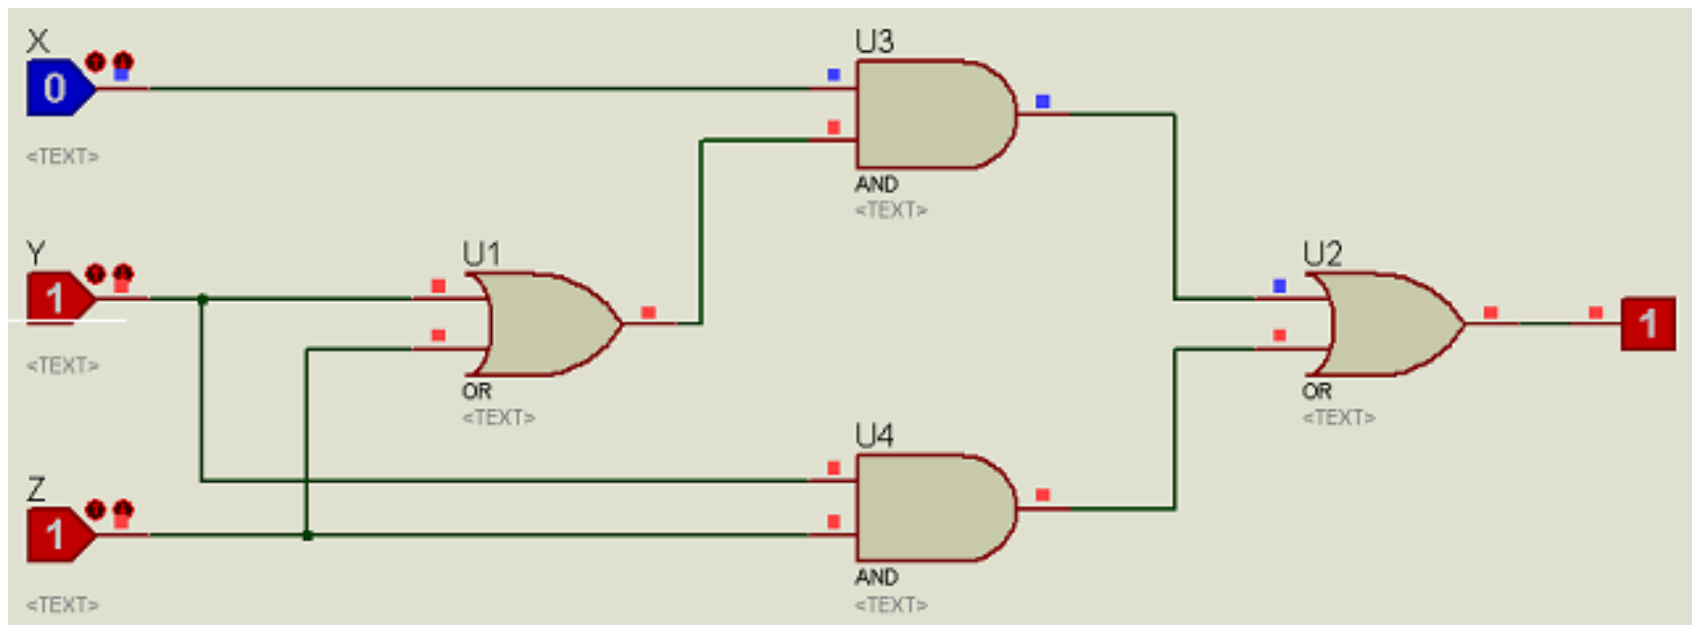 X
0
<TEXT>
U3
AND
<TEXT>
Y
1
<TEXT>
U1
OR
<TEXT>
U2
OR
<TEXT>
1
Z
1
<TEXT>
U4
AND
<TEXT>